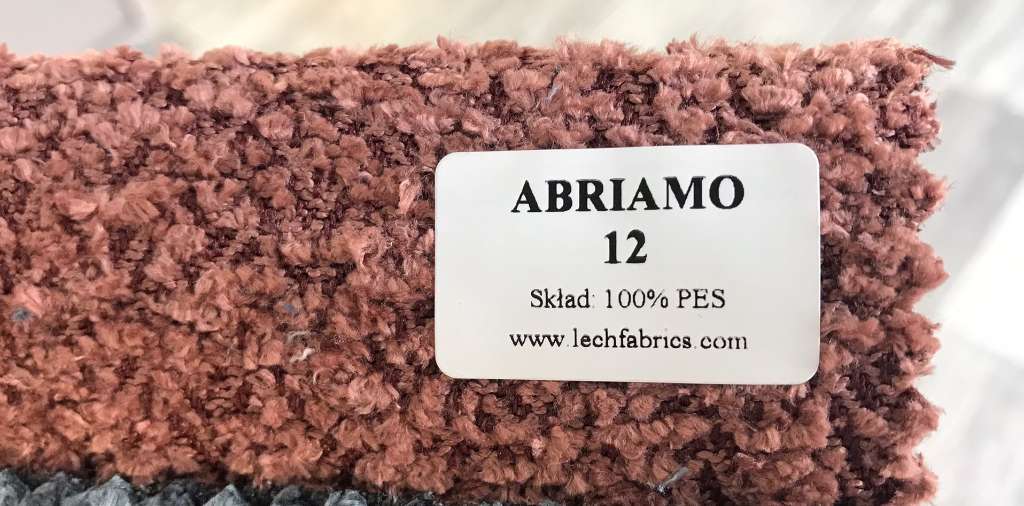 ABRIAMO
12
Skład: 100% PES
www.lechfabrics.com